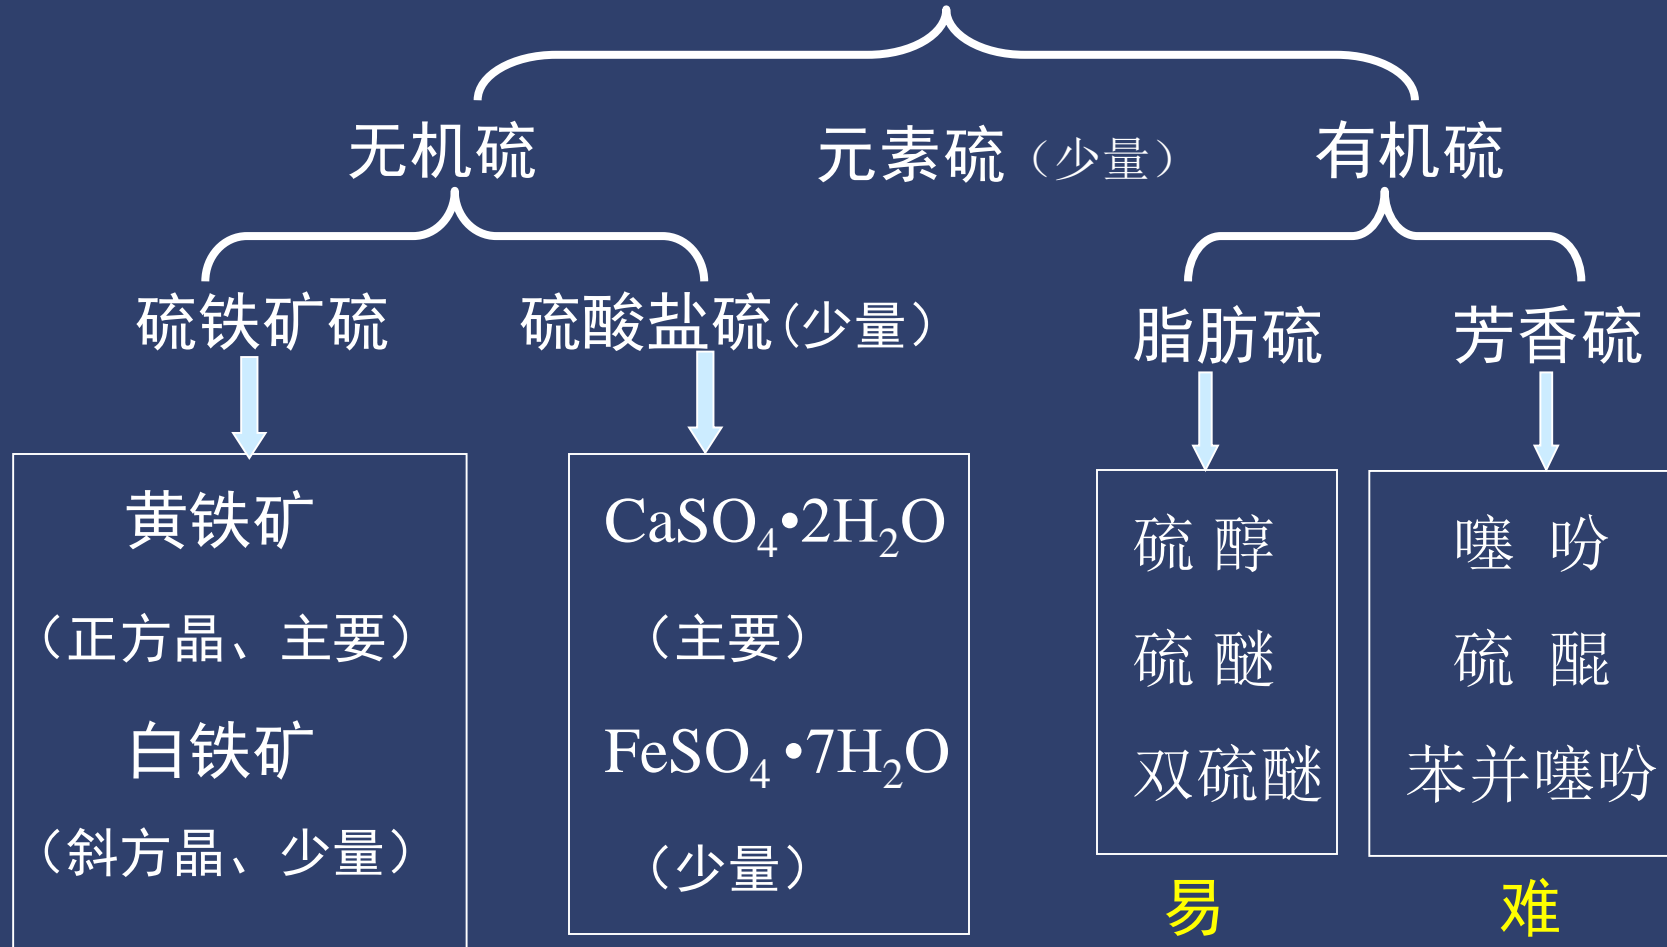 无机硫
元素硫（少量）
有机硫
硫铁矿硫
硫酸盐硫(少量）
脂肪硫
芳香硫
黄铁矿
（正方晶、主要）
白铁矿
（斜方晶、少量）
CaSO₄•2H₂O
（主要）
FeSO₄•7H₂O
（少量）
硫 醇
硫 醚
双硫醚
噻 吩
硫 醌
苯并噻吩
易
难